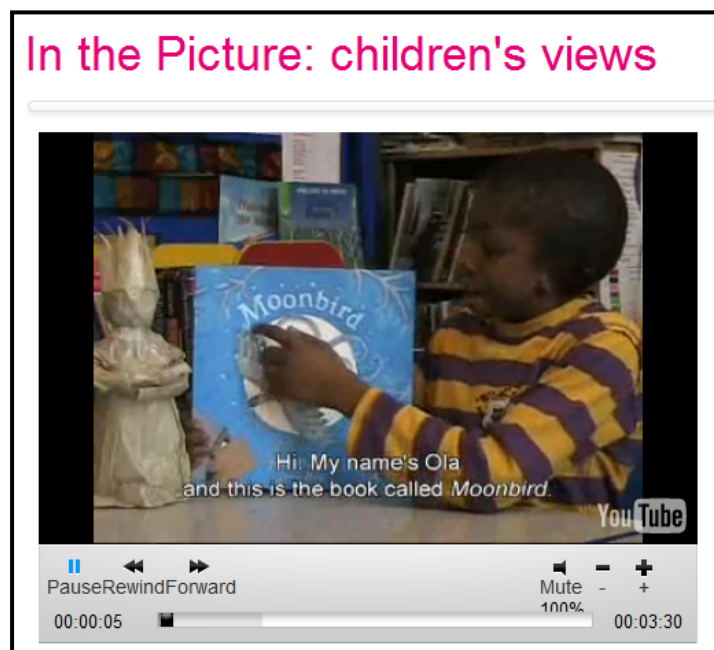 In the Picture: children's views
Moonbird
Hi. My name's Ola
and this is the book called Moonbird.
YouTube
Pause Rewind Forward
Mute - +
100%
00:00:05 00:03:30